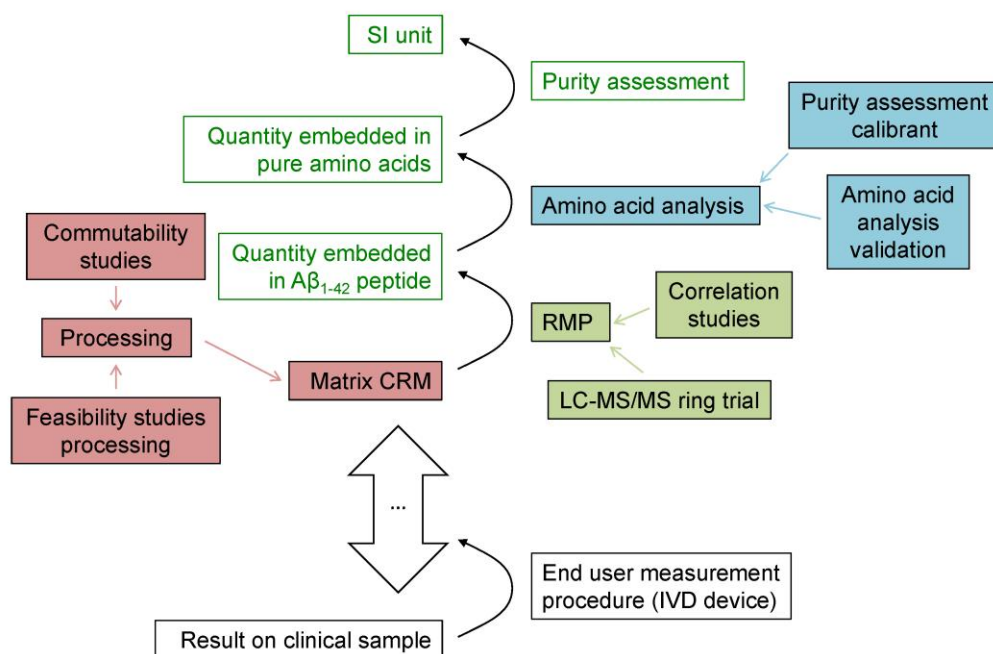 SI unit
Purity assessment
Purity assessment
calibrant
Quantity embedded in
pure amino acids
Amino acid analysis
Amino acid
analysis
validation
Commutability
studies
Quantity embedded
in Aβ₁₋₄₂ peptide
Correlation
studies
RMP
Processing
Matrix CRM
LC-MS/MS ring trial
Feasibility studies
processing
...
End user measurement
procedure (IVD device)
Result on clinical sample